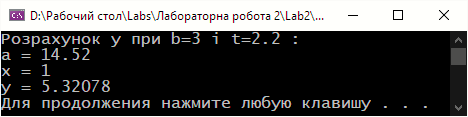 D:\Рабочий стол\Labs\Лабораторна робота 2\Lab2\...
Розрахунок y при b=3 і t=2.2 :
a = 14.52
x = 1
y = 5.32078
Для продолжения нажмите любую клавишу . . .